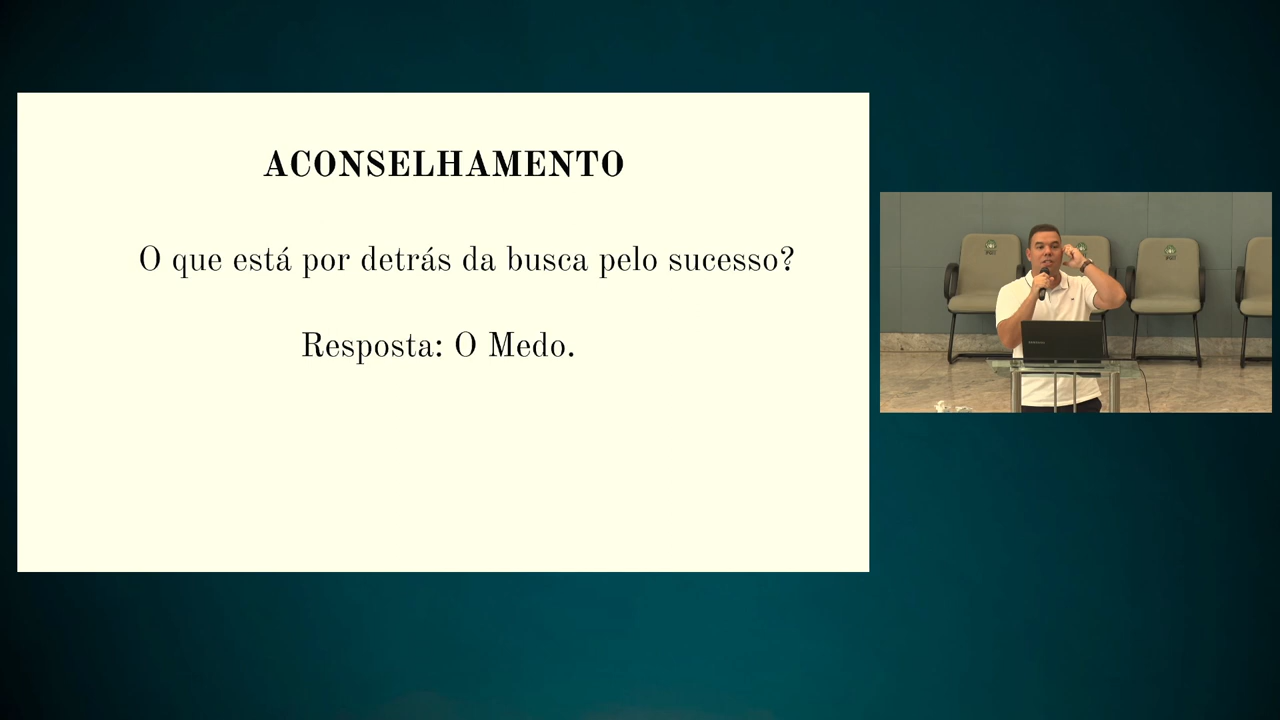 ACONSELHAMENTO
O que está por detrás da busca pelo sucesso?
Resposta: O Medo.